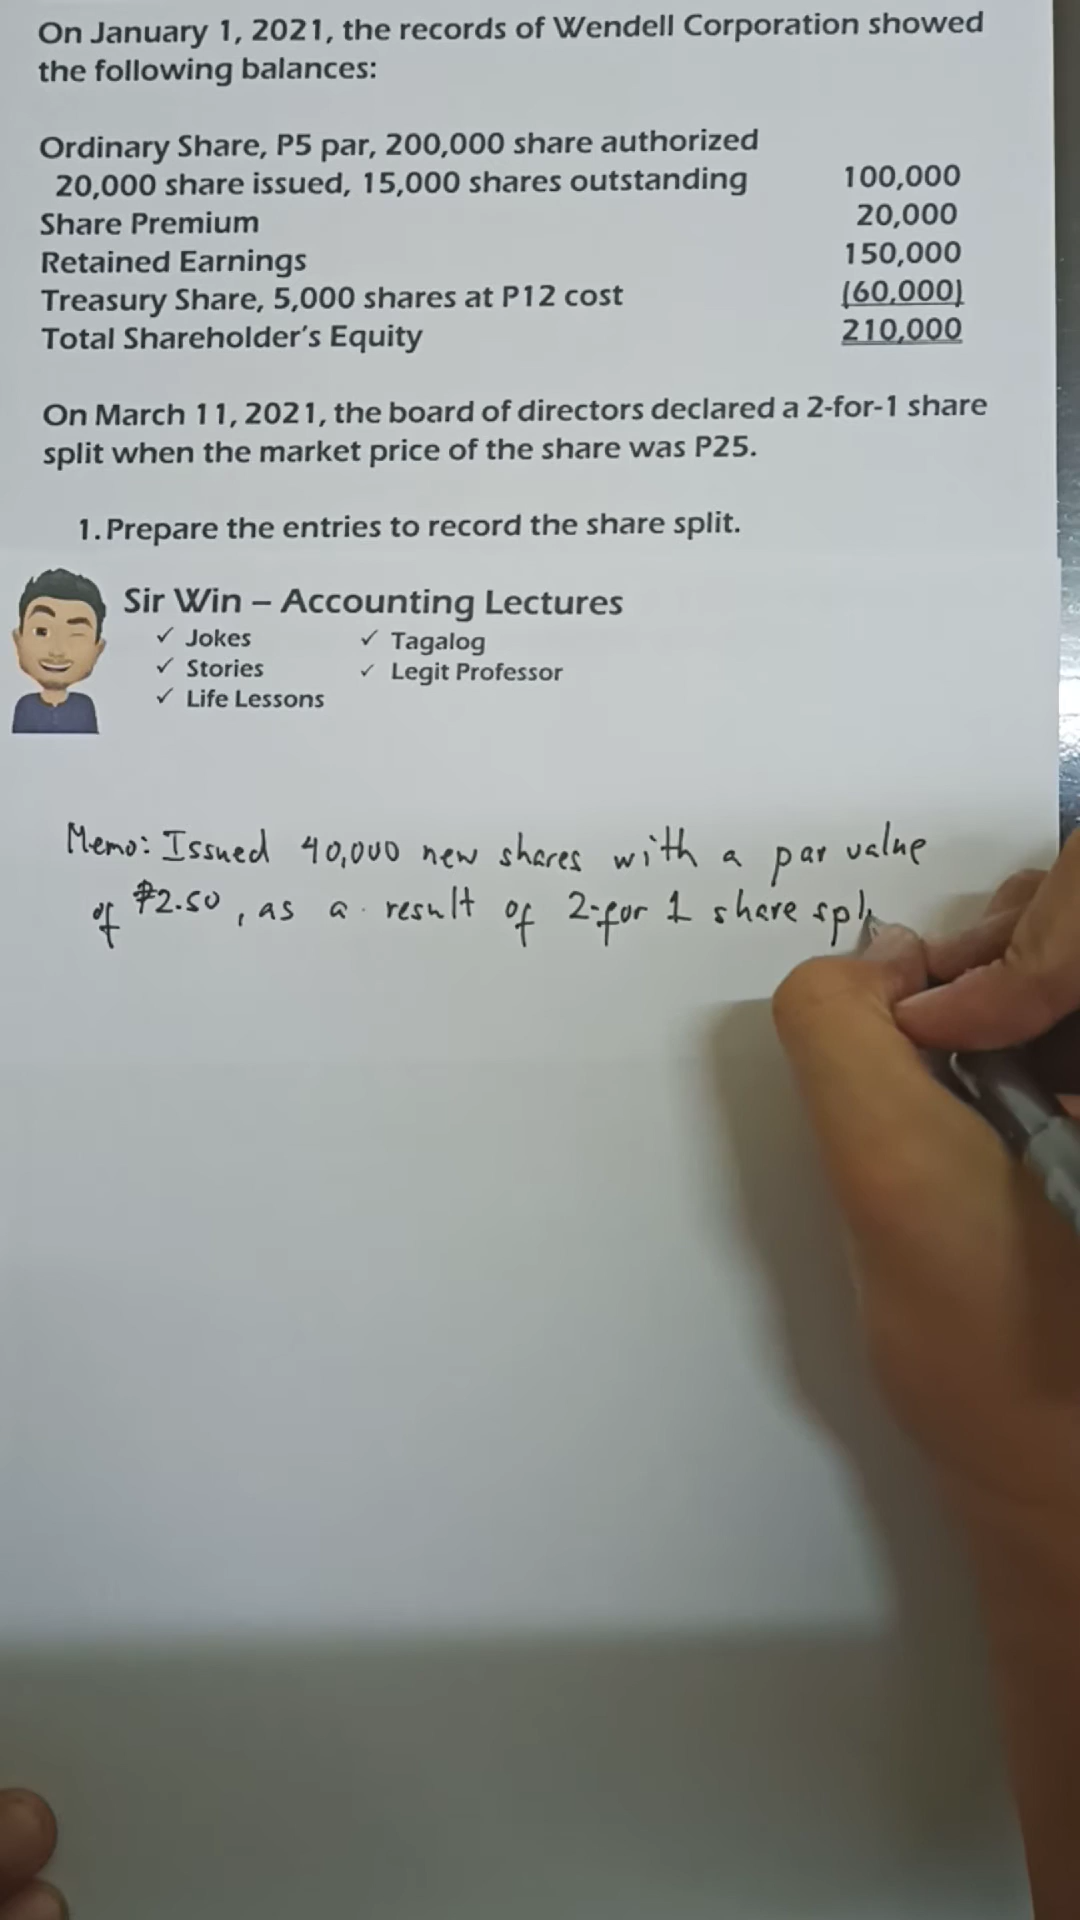 On January 1, 2021, the records of Wendell Corporation showed
the following balances:
Ordinary Share, P5 par, 200,000 share authorized
20,000 share issued, 15,000 shares outstanding 100,000
Share Premium 20,000
Retained Earnings 150,000
Treasury Share, 5,000 shares at P12 cost (60,000)
Total Shareholder's Equity 210,000
On March 11, 2021, the board of directors declared a 2-for-1 share
split when the market price of the share was P25.
1. Prepare the entries to record the share split.
Sir Win – Accounting Lectures
✓ Jokes ✓ Tagalog
✓ Stories ✓ Legit Professor
✓ Life Lessons
Memo: Issued 40,000 new shares with a par value
of ₱2.50, as a result of 2-for 1 share spli